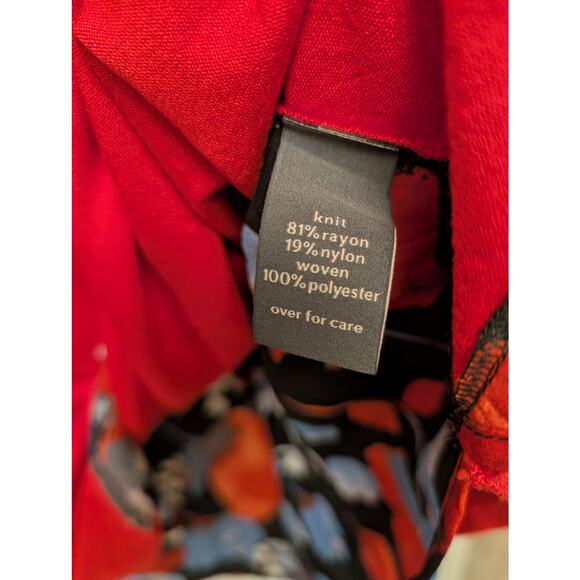 knit
81%rayon
19%nylon
woven
100%polyester
over for care